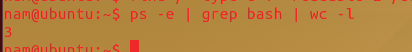 nam@ubuntu:~$ ps -e | grep bash | wc -l
3
nam@ubuntu:~$